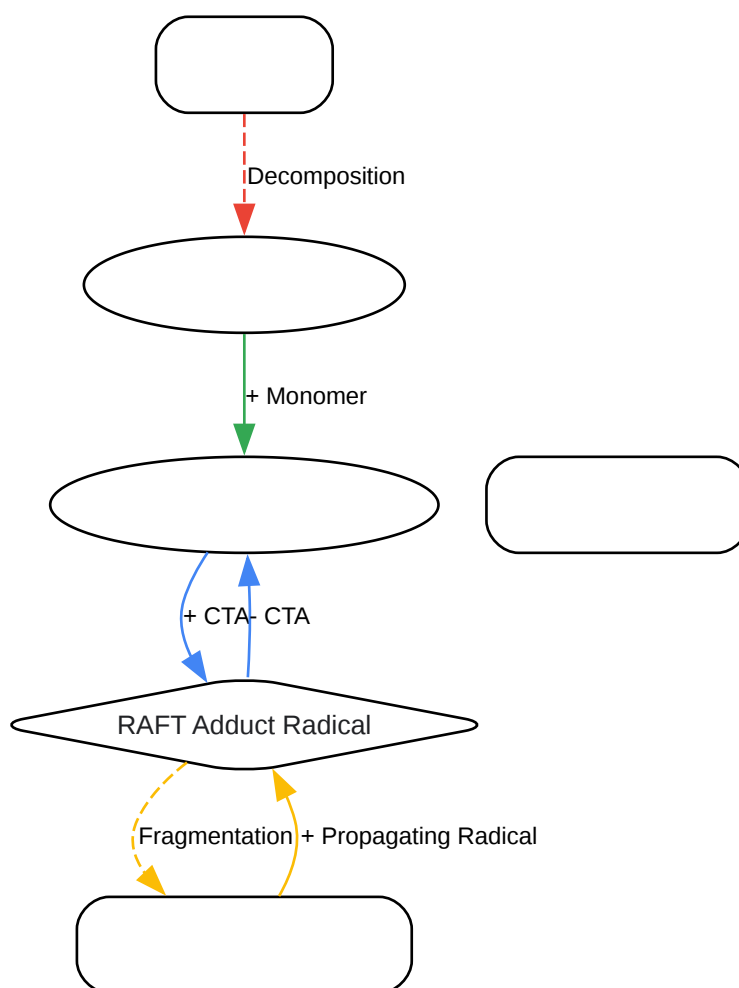 Decomposition
+ Monomer
+ CTA
- CTA
RAFT Adduct Radical
Fragmentation
+ Propagating Radical